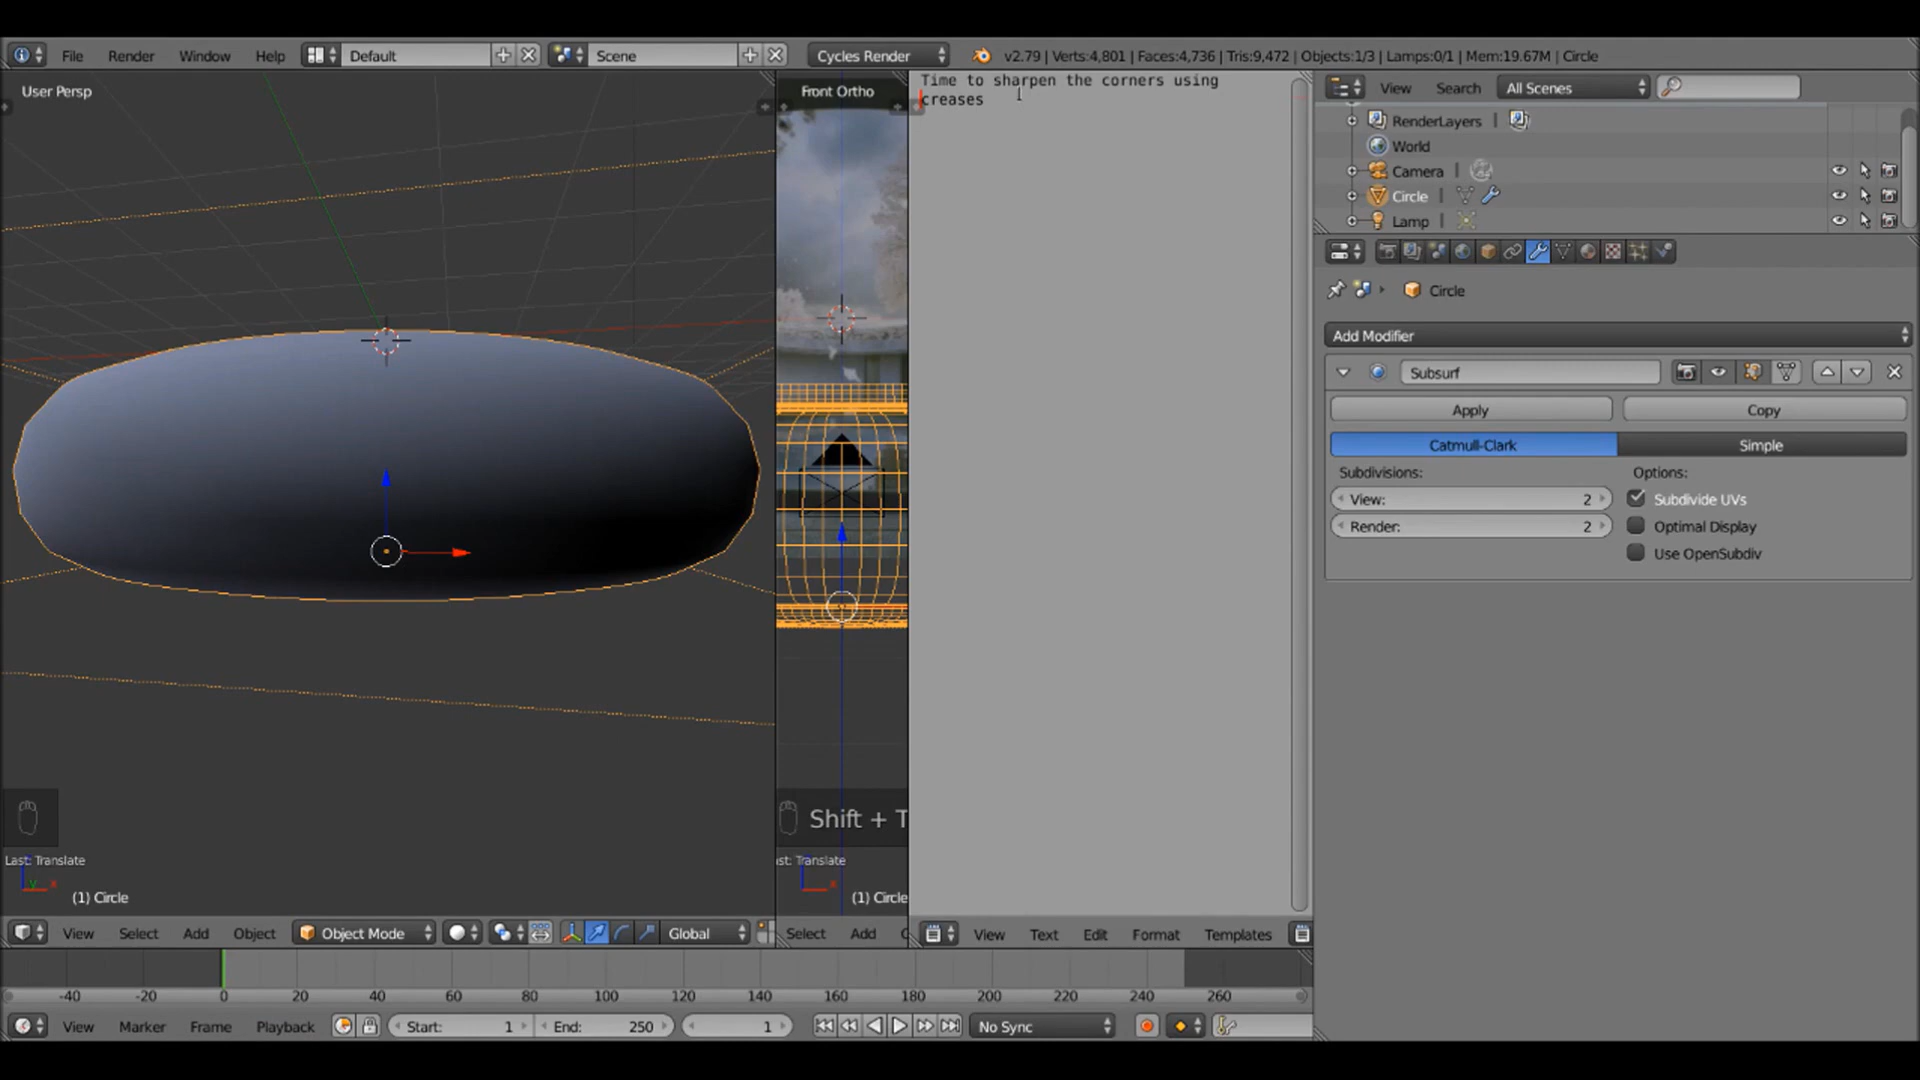 File Render Window Help Default Scene Cycles Render v2.79 | Verts:4,801 | Faces:4,736 | Tris:9,472 | Objects:1/3 | Lamps:0/1 | Mem:19.67M | Circle
User Persp
Front Ortho
Time to sharpen the corners using
creases
View Search All Scenes
RenderLayers
World
Camera
Circle
Lamp
Circle
Add Modifier
Subsurf
Apply Copy
Catmull-Clark Simple
Subdivisions: Options:
View: 2 Subdivide UVs
Render: 2 Optimal Display
Use OpenSubdiv
Shift + T
Last: Translate
st: Translate
(1) Circle
(1) Circle
View Select Add Object Object Mode Global
Select Add
View Text Edit Format Templates
-40 -20 0 20 40 60 80 100 120 140 160 180 200 220 240 260
View Marker Frame Playback Start: 1 End: 250 1 No Sync